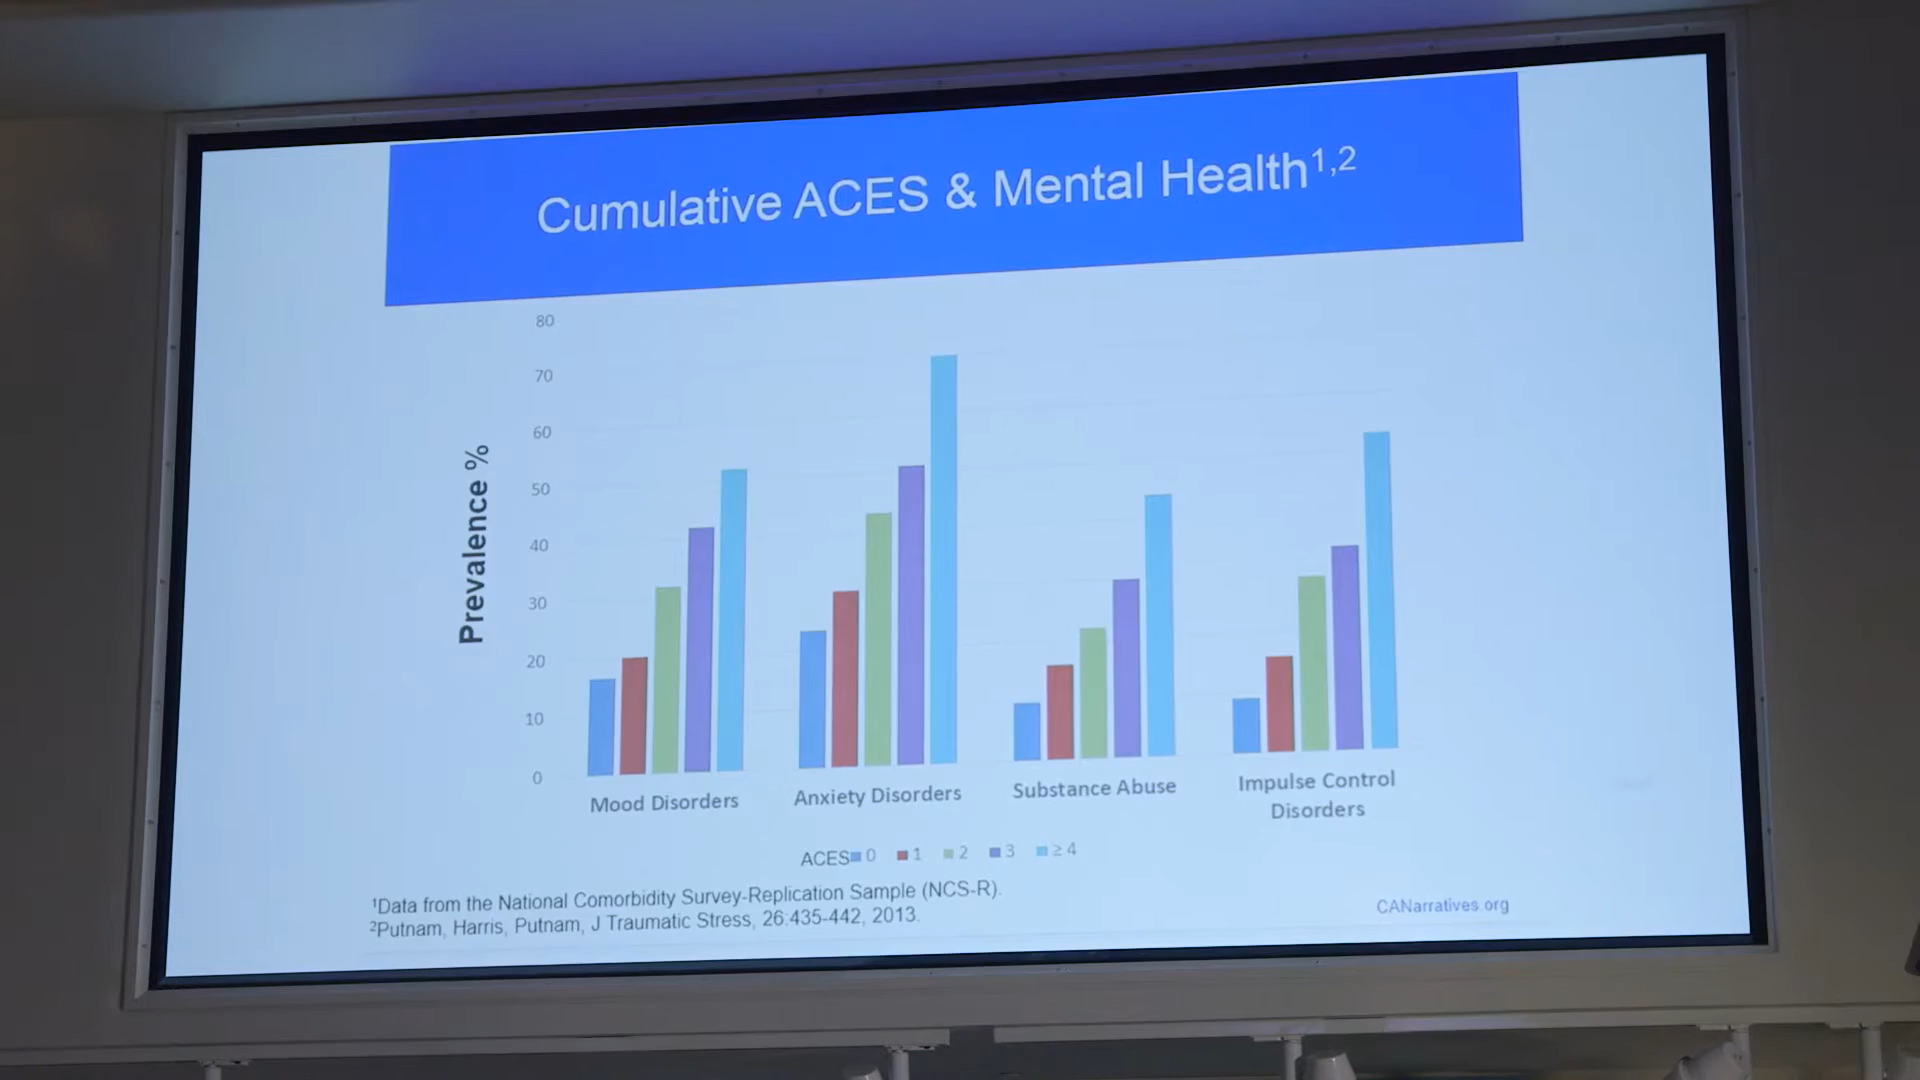 Cumulative ACES & Mental Health1,2
80
70
60
50
40
30
20
10
0
Prevalence %
Mood Disorders
Anxiety Disorders
Substance Abuse
Impulse Control
Disorders
ACES 0 1 2 3 ≥ 4
1Data from the National Comorbidity Survey-Replication Sample (NCS-R).
2Putnam, Harris, Putnam, J Traumatic Stress, 26:435-442, 2013.
CANarratives.org